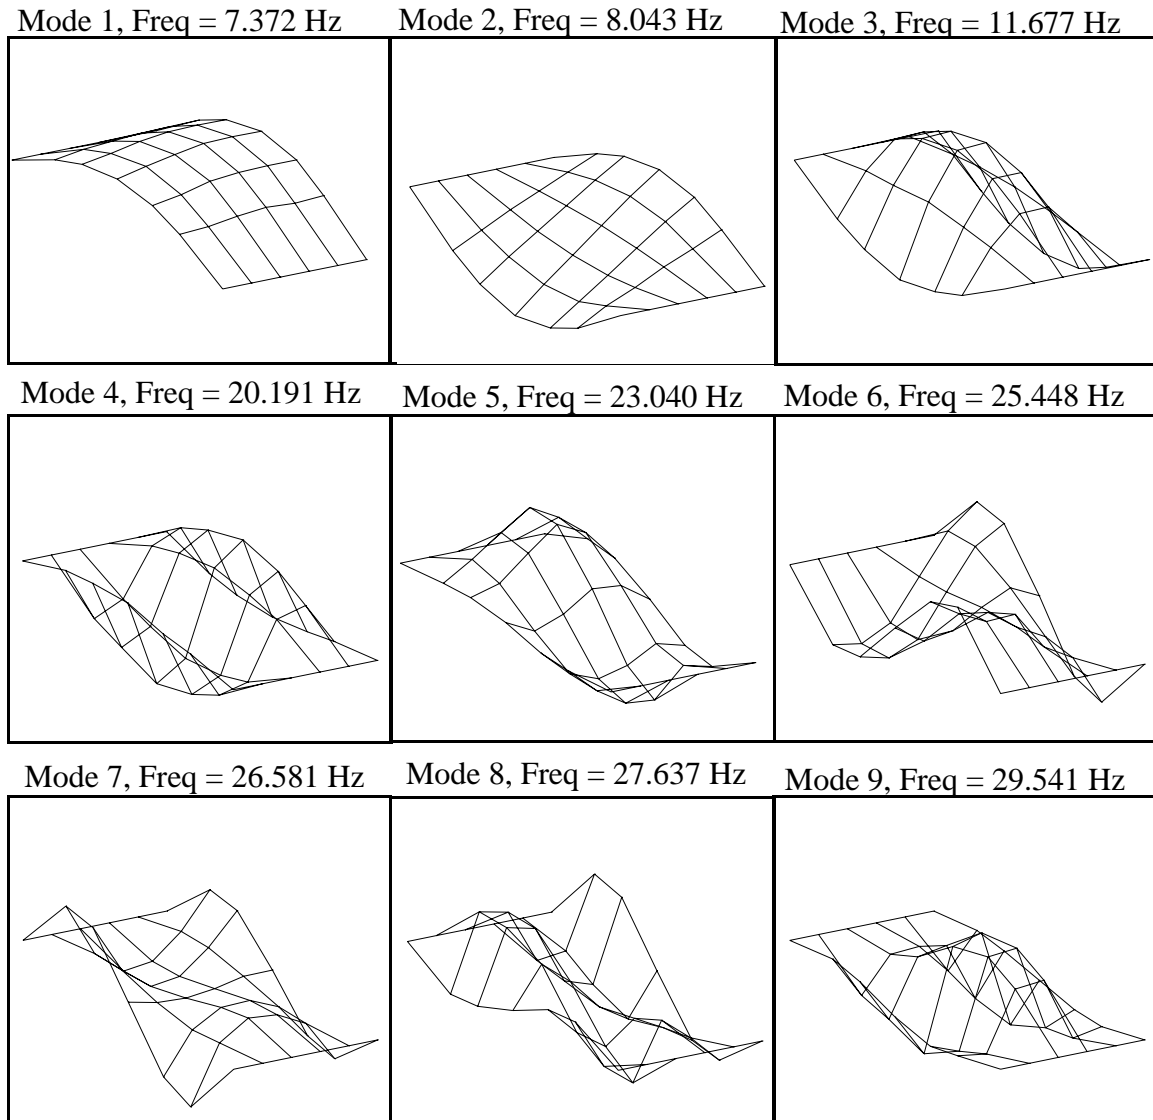 Mode 1, Freq = 7.372 Hz
Mode 2, Freq = 8.043 Hz
Mode 3, Freq = 11.677 Hz
Mode 4, Freq = 20.191 Hz
Mode 5, Freq = 23.040 Hz
Mode 6, Freq = 25.448 Hz
Mode 7, Freq = 26.581 Hz
Mode 8, Freq = 27.637 Hz
Mode 9, Freq = 29.541 Hz